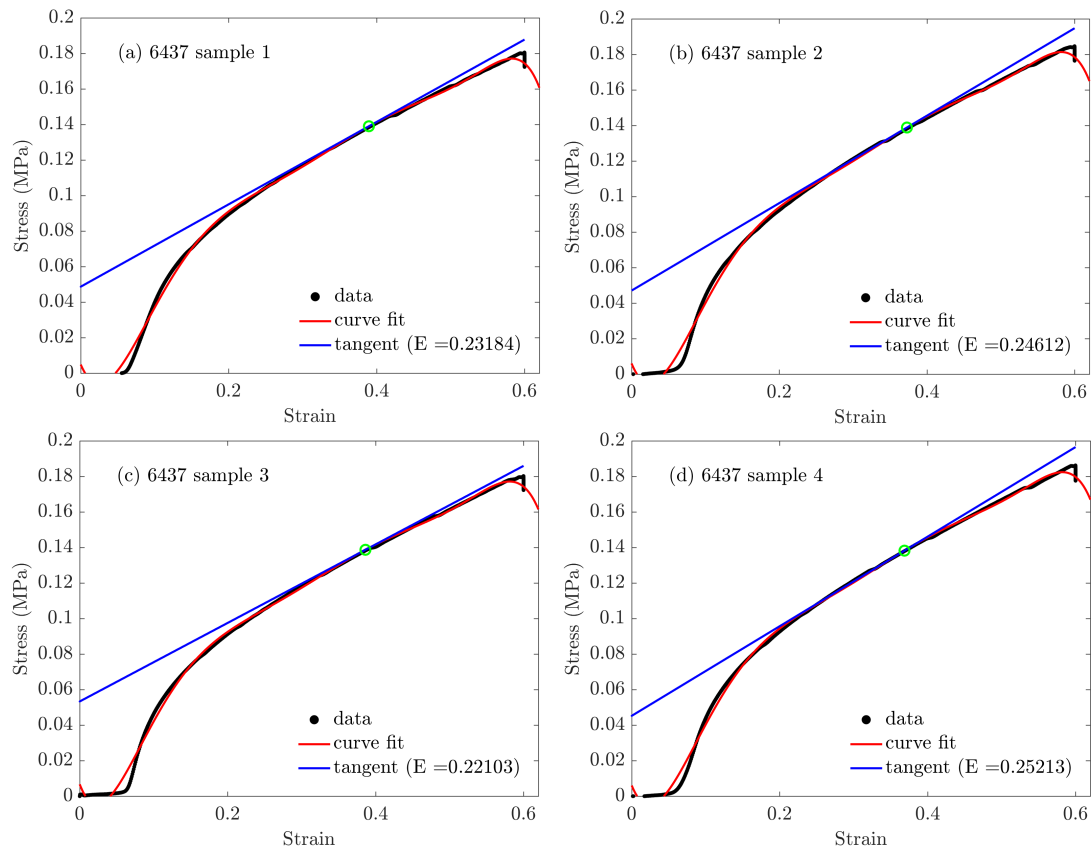 0.2
0.18
0.16
0.14
0.12
0.1
0.08
0.06
0.04
0.02
0
Stress (MPa)
(a) 6437 sample 1
data
curve fit
tangent (E =0.23184)
0 0.2 0.4 0.6
Strain
0.2
0.18
0.16
0.14
0.12
0.1
0.08
0.06
0.04
0.02
0
Stress (MPa)
(b) 6437 sample 2
data
curve fit
tangent (E =0.24612)
0 0.2 0.4 0.6
Strain
0.2
0.18
0.16
0.14
0.12
0.1
0.08
0.06
0.04
0.02
0
Stress (MPa)
(c) 6437 sample 3
data
curve fit
tangent (E =0.22103)
0 0.2 0.4 0.6
Strain
0.2
0.18
0.16
0.14
0.12
0.1
0.08
0.06
0.04
0.02
0
Stress (MPa)
(d) 6437 sample 4
data
curve fit
tangent (E =0.25213)
0 0.2 0.4 0.6
Strain